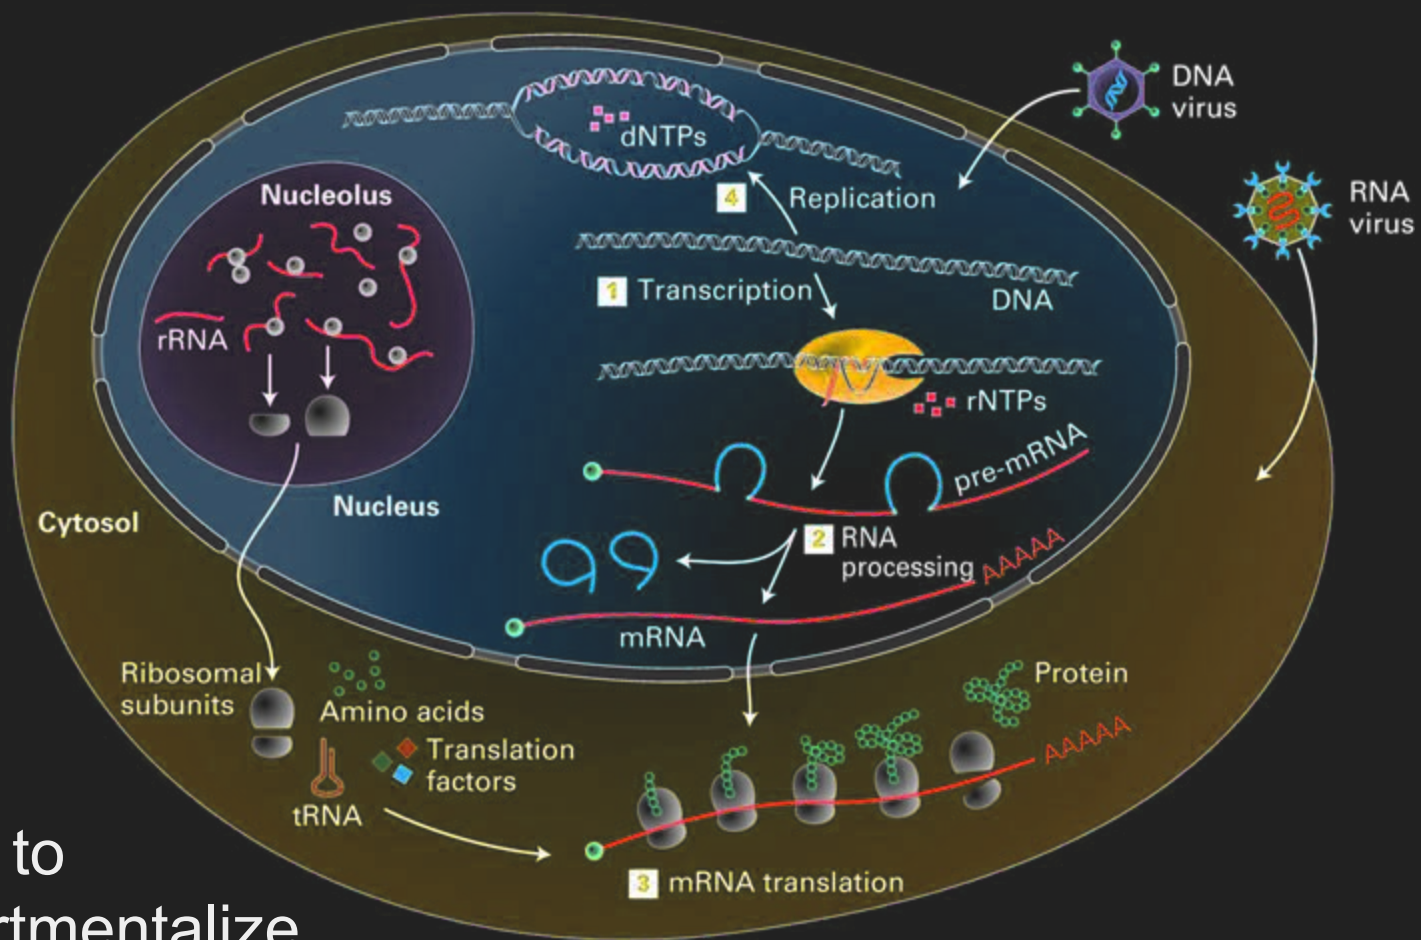 DNA
virus
RNA
virus
dNTPs
4 Replication
Nucleolus
1 Transcription
DNA
rRNA
rNTPs
pre-mRNA
Nucleus
Cytosol
2 RNA
processing
AAAAA
mRNA
Ribosomal
subunits
Amino acids
Translation
factors
tRNA
Protein
AAAAA
3 mRNA translation
to
rtmentalize